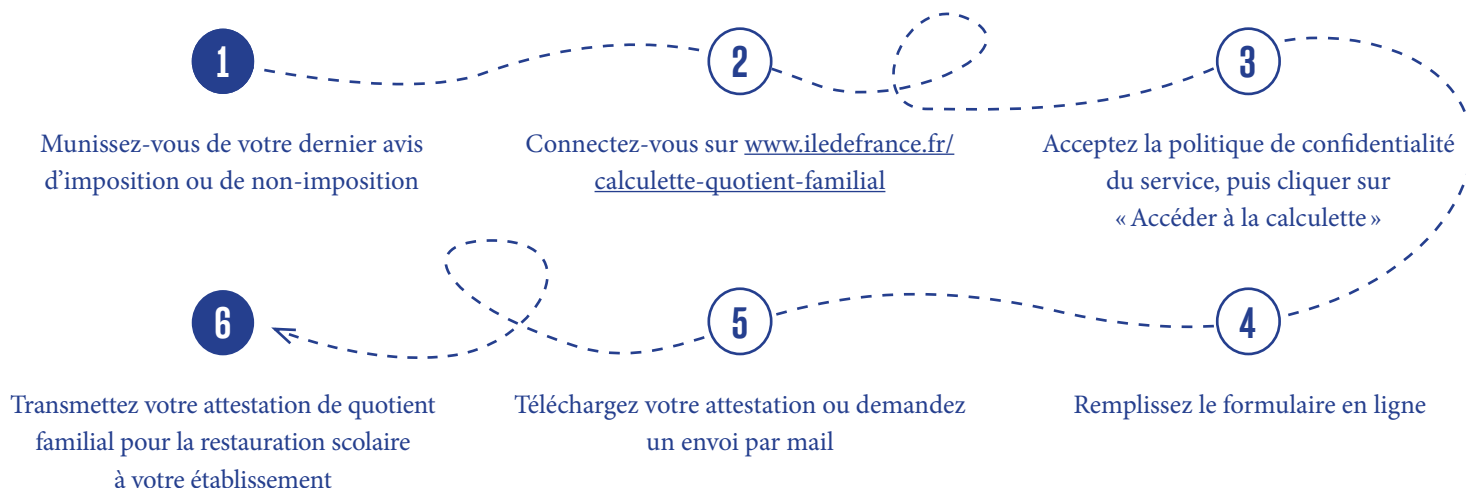 1
Munissez-vous de votre dernier avis
d’imposition ou de non-imposition
2
Connectez-vous sur www.iledefrance.fr/
calculette-quotient-familial
3
Acceptez la politique de confidentialité
du service, puis cliquer sur
« Accéder à la calculette »
4
Remplissez le formulaire en ligne
5
Téléchargez votre attestation ou demandez
un envoi par mail
6
Transmettez votre attestation de quotient
familial pour la restauration scolaire
à votre établissement